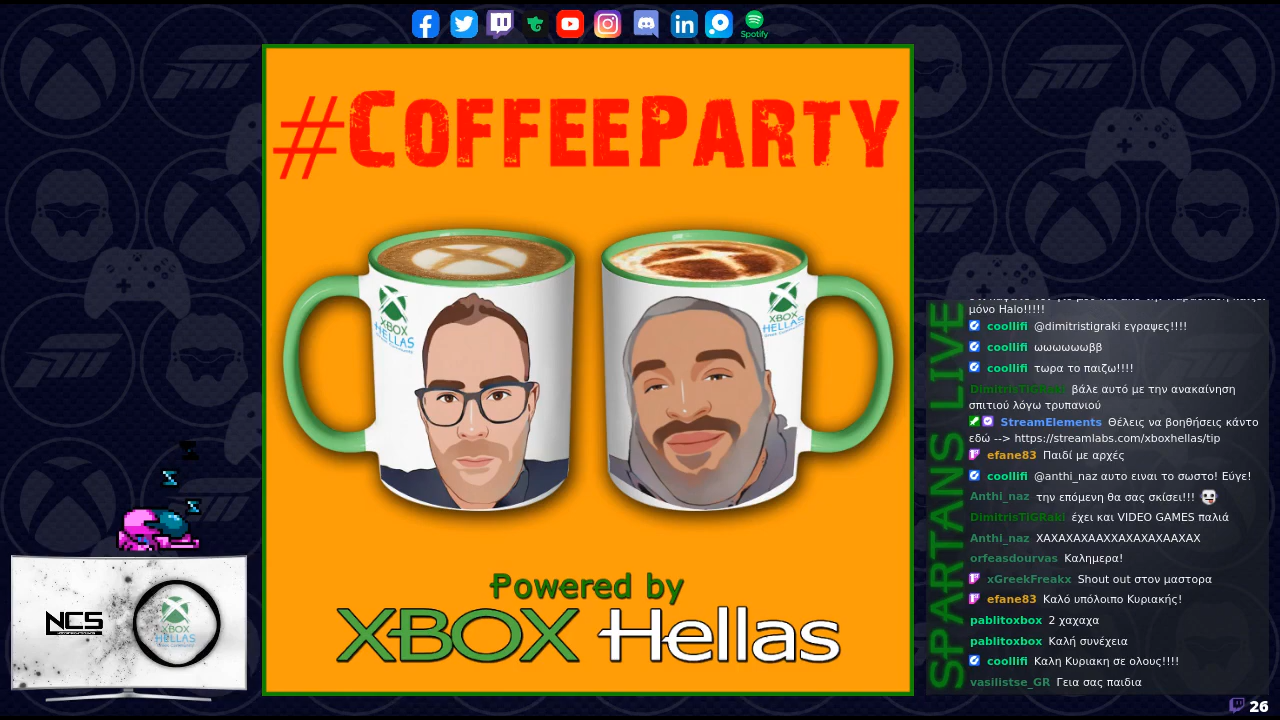 Spotify
#COFFEEPARTY
XBOX
HELLAS
XBOX
HELLAS
Powered by
XBOX Hellas
NCS
XBOX
HELLAS
SPARTANS LIVE
μόνο Halo!!!!!
coollifi @dimitristigraki εγραψες!!!!
coollifi ωωωωωωββ
coollifi τωρα το παιζω!!!!
DimitrisTIGRaki βάλε αυτό με την ανακαίνηση
σπιτιού λόγω τρυπανιού
StreamElements Θέλεις να βοηθήσεις κάντο
εδώ --> https://streamlabs.com/xboxhellas/tip
efane83 Παιδί με αρχές
coollifi @anthi_naz αυτο ειναι το σωστο! Εύγε!
Anthi_naz την επόμενη θα σας σκίσει!!!
DimitrisTIGRaki έχει και VIDEO GAMES παλιά
Anthi_naz ΧΑΧΑΧΑΧΑΑΧΧΑΧΑΧΑΧΑΑΧΑΧ
orfeasdourvas Καλημερα!
xGreekFreakx Shout out στον μαστορα
efane83 Καλό υπόλοιπο Κυριακής!
pablitoxbox 2 χαχαχα
pablitoxbox Καλή συνέχεια
coollifi Καλη Κυριακη σε ολους!!!!
vasilistse_GR Γεια σας παιδια
26